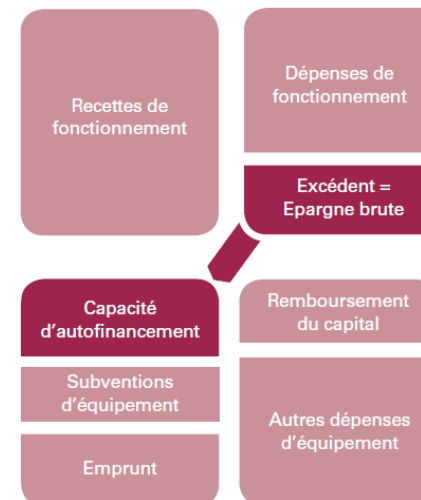 Recettes de
fonctionnement
Dépenses de
fonctionnement
Excédent =
Epargne brute
Capacité
d'autofinancement
Subventions
d'équipement
Emprunt
Remboursement
du capital
Autres dépenses
d'équipement